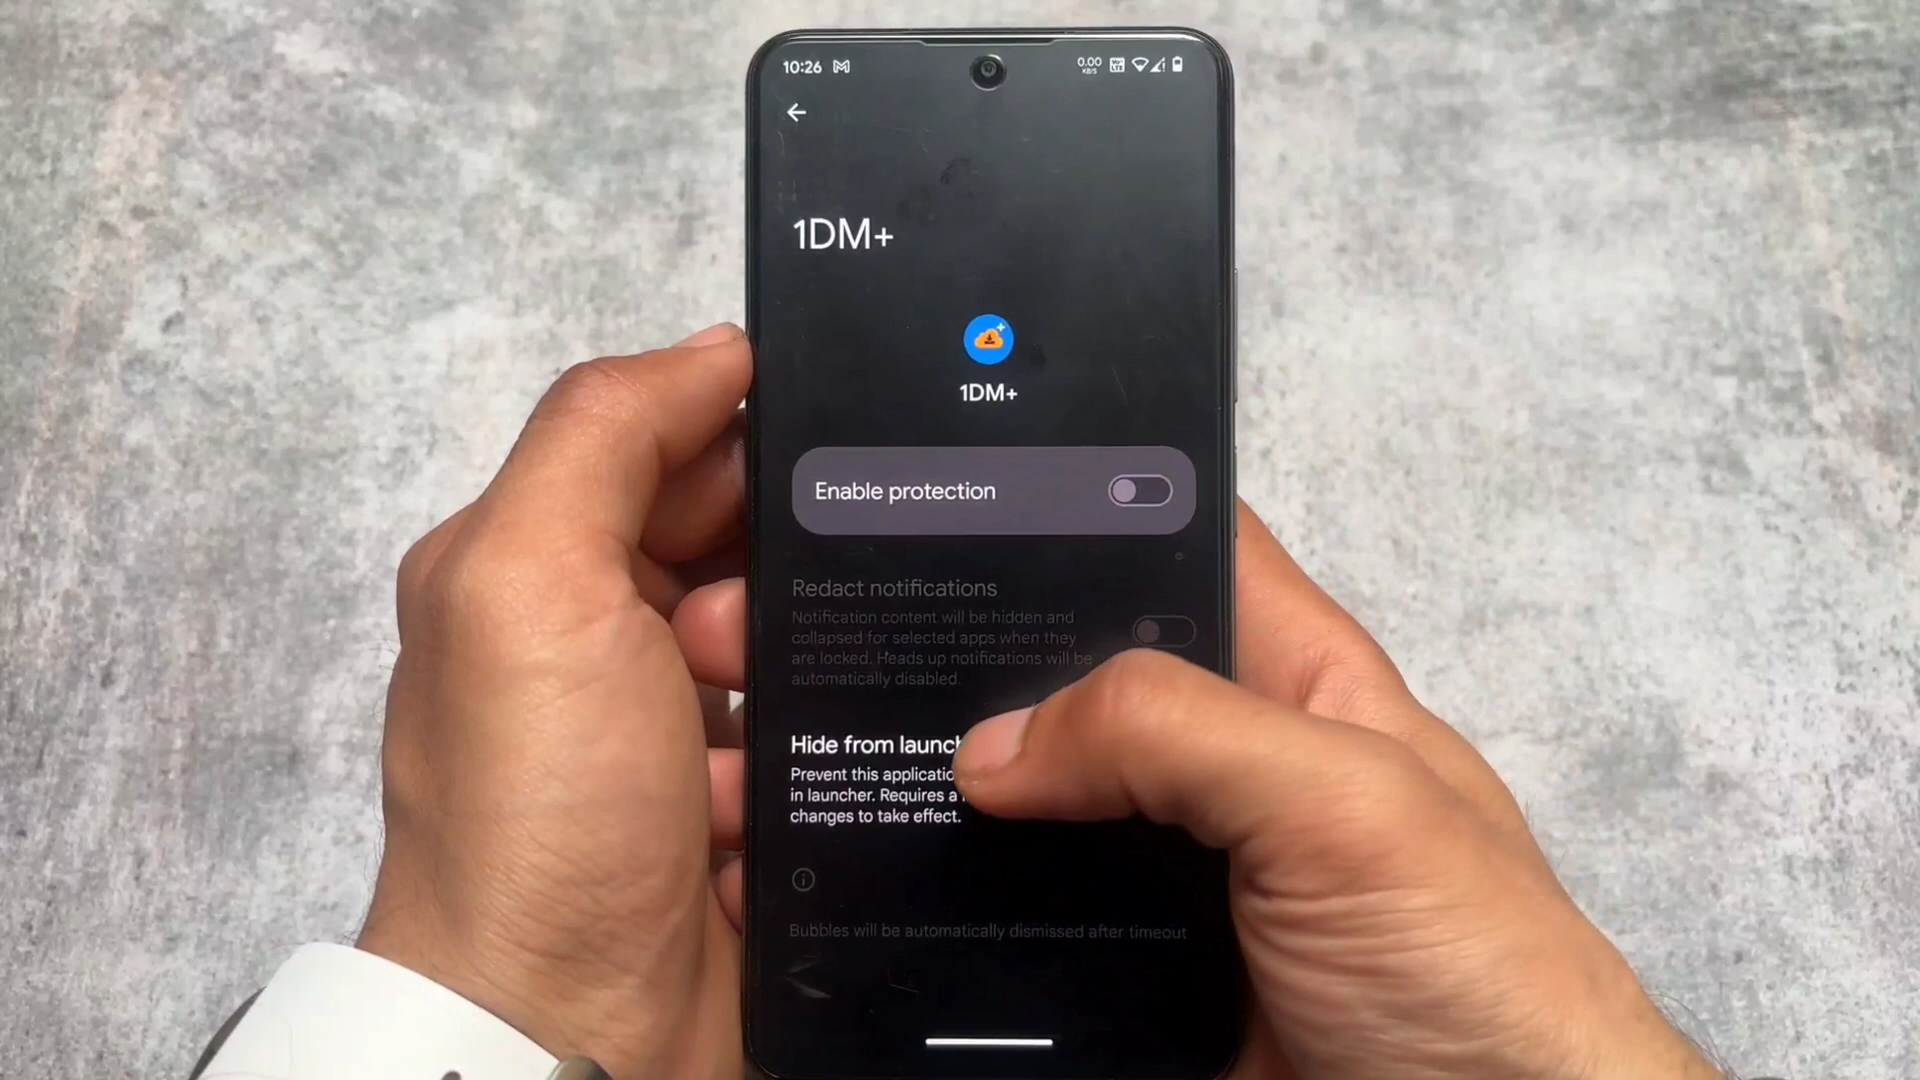 10:26
0.00
KB/S
1DM+
1DM+
Enable protection
Redact notifications
Notification content will be hidden and
collapsed for selected apps when they
are locked. Heads up notifications will be
automatically disabled.
Hide from
Prevent this
in launcher. Requires a
changes to take effect.
Bubbles will be automatically dismissed after timeout